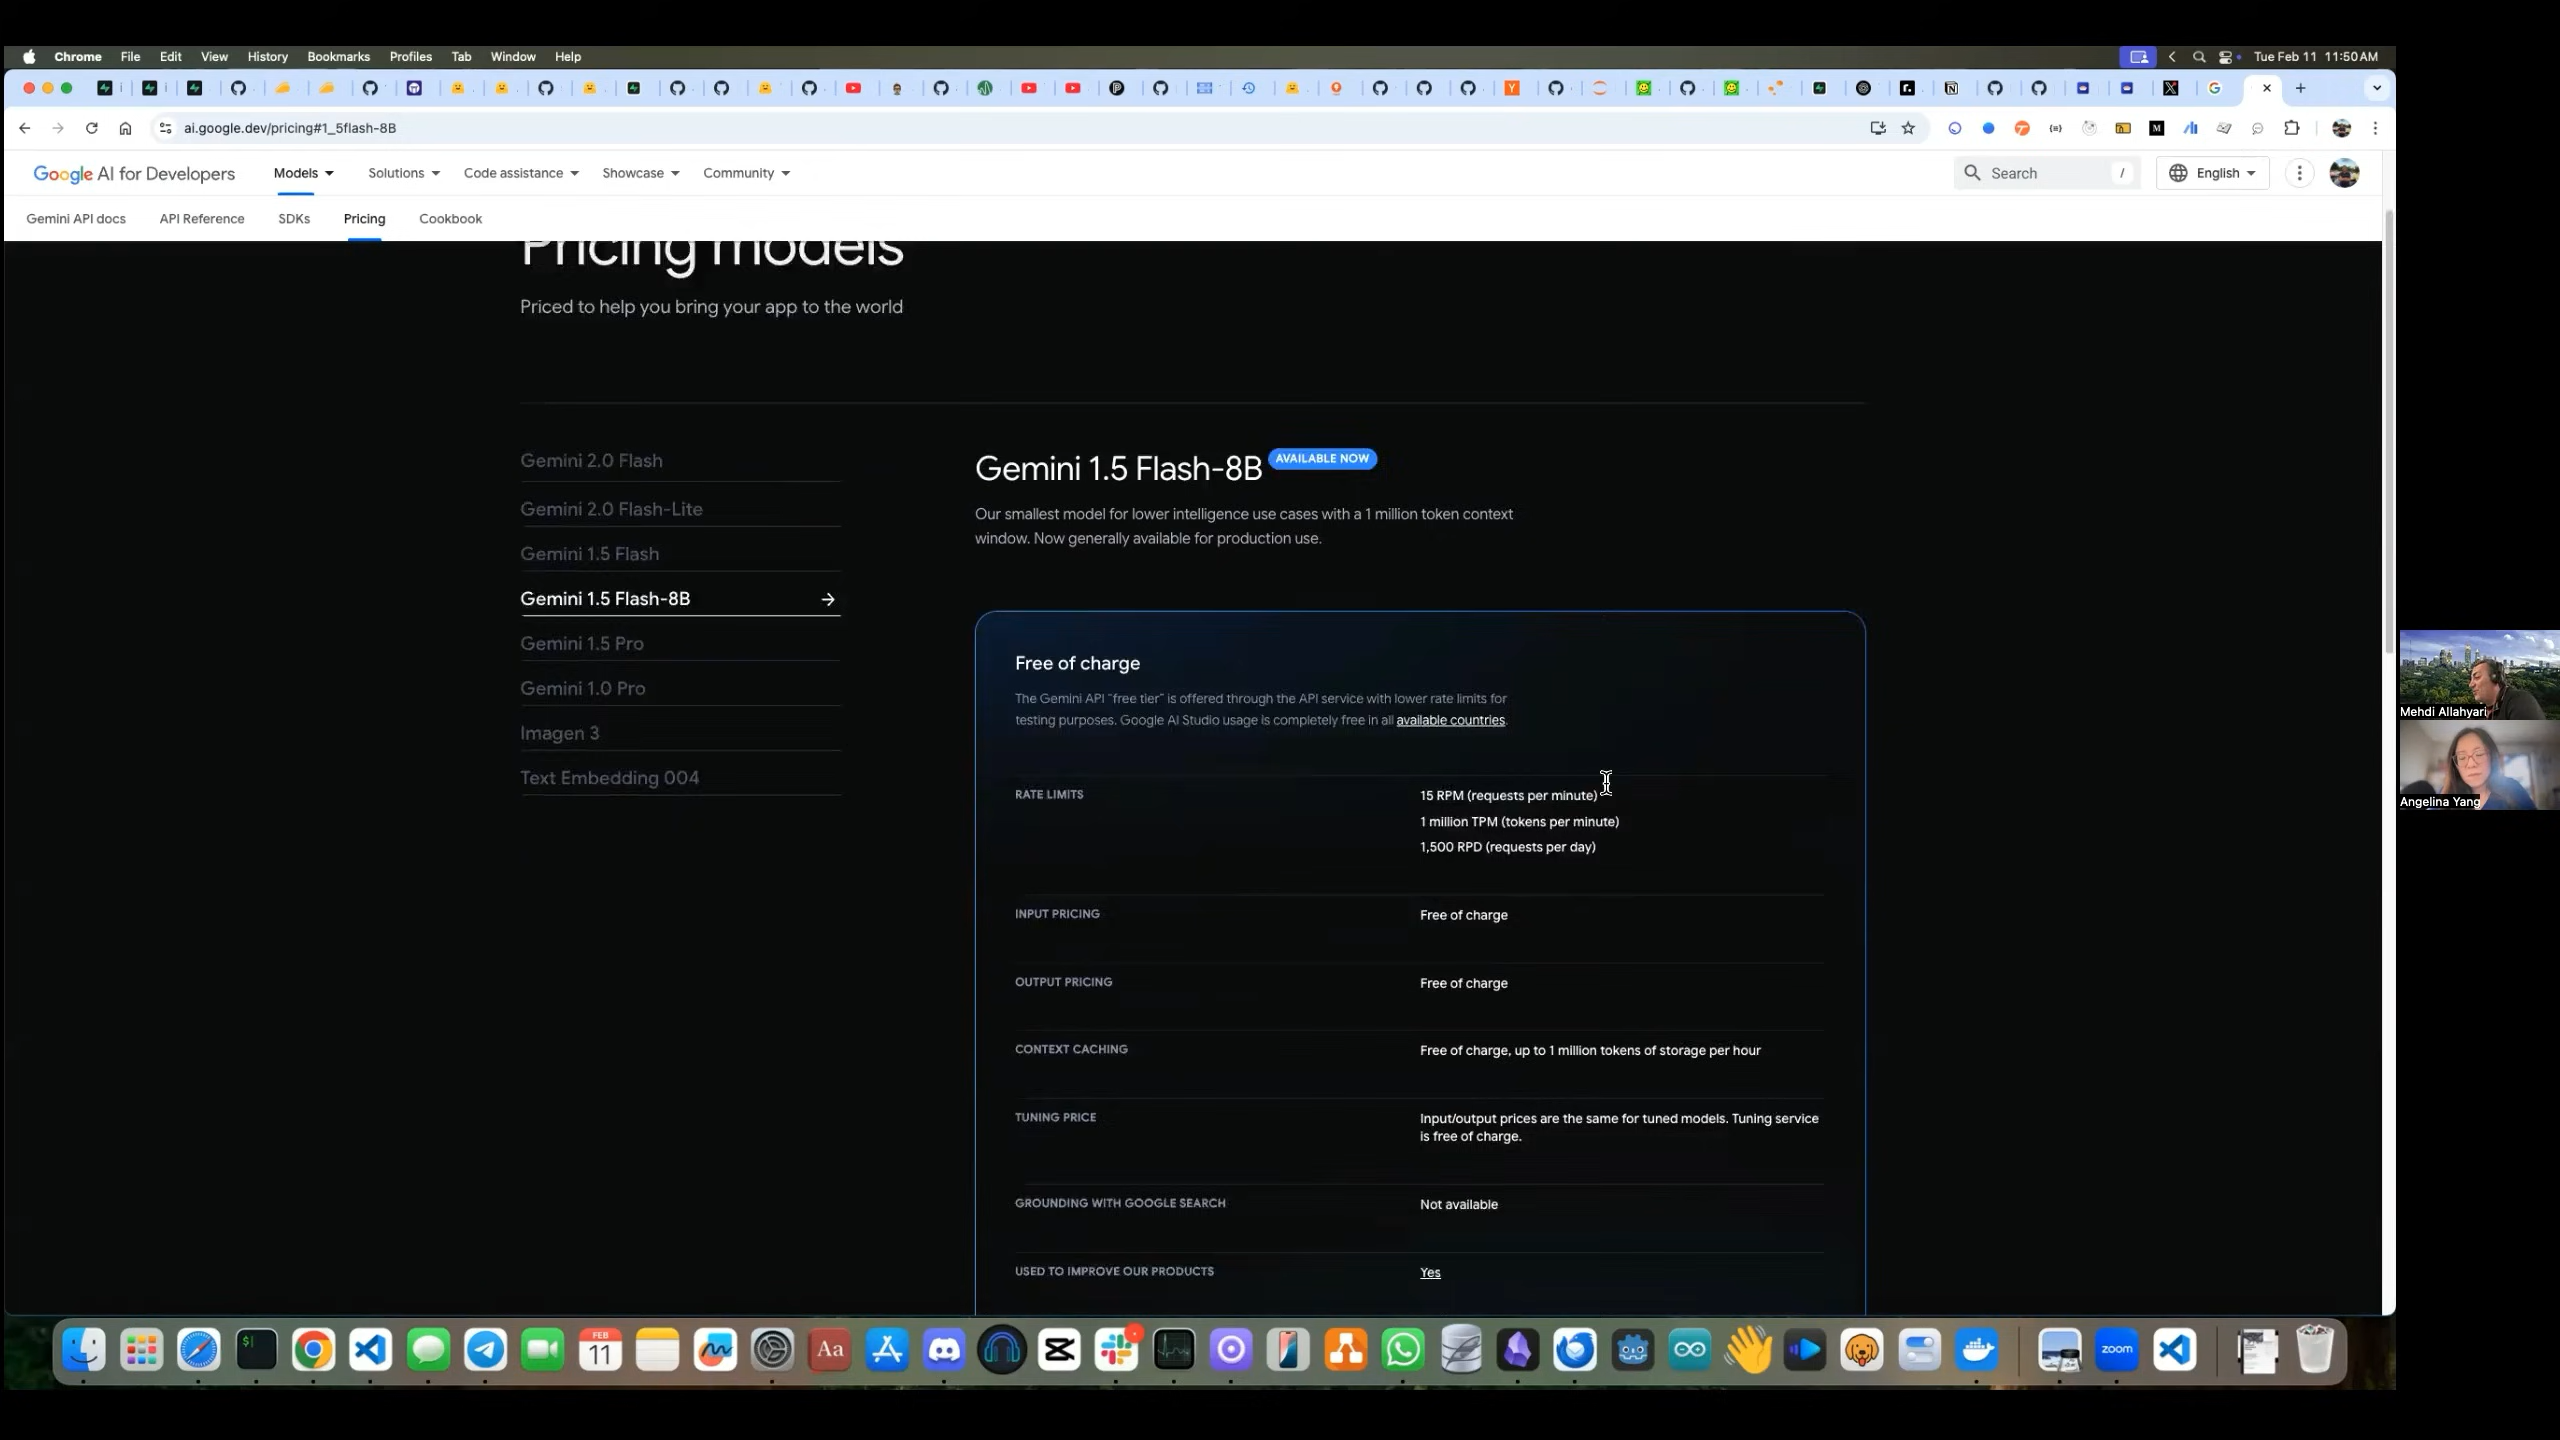 Chrome File Edit View History Bookmarks Profiles Tab Window Help Tue Feb 11 11:50 AM
ai.google.dev/pricing#1_5flash-8B
Google AI for Developers Models Solutions Code assistance Showcase Community Search / English
Gemini API docs API Reference SDKs Pricing Cookbook
Pricing models
Priced to help you bring your app to the world
Gemini 2.0 Flash
Gemini 2.0 Flash-Lite
Gemini 1.5 Flash
Gemini 1.5 Flash-8B
Gemini 1.5 Pro
Gemini 1.0 Pro
Imagen 3
Text Embedding 004
Gemini 1.5 Flash-8B AVAILABLE NOW
Our smallest model for lower intelligence use cases with a 1 million token context
window. Now generally available for production use.
Free of charge
The Gemini API "free tier" is offered through the API service with lower rate limits for
testing purposes. Google AI Studio usage is completely free in all available countries.
RATE LIMITS 15 RPM (requests per minute)
1 million TPM (tokens per minute)
1,500 RPD (requests per day)
INPUT PRICING Free of charge
OUTPUT PRICING Free of charge
CONTEXT CACHING Free of charge, up to 1 million tokens of storage per hour
TUNING PRICE Input/output prices are the same for tuned models. Tuning service
is free of charge.
GROUNDING WITH GOOGLE SEARCH Not available
USED TO IMPROVE OUR PRODUCTS Yes
Mehdi Allahyari
Angelina Yang
FEB
11
Aa
zoom